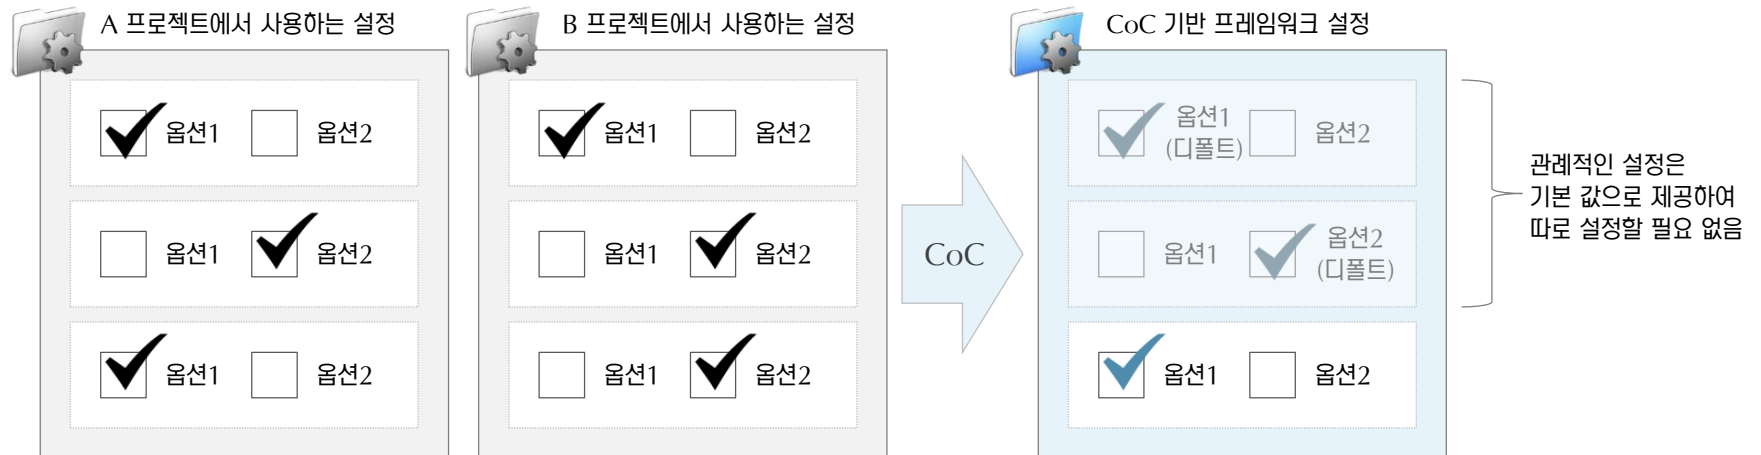 A 프로젝트에서 사용하는 설정
옵션1 옵션2
옵션1 옵션2
옵션1 옵션2
B 프로젝트에서 사용하는 설정
옵션1 옵션2
옵션1 옵션2
옵션1 옵션2
CoC
CoC 기반 프레임워크 설정
옵션1
(디폴트)
옵션2
옵션1
옵션2
(디폴트)
옵션1 옵션2
관례적인 설정은
기본 값으로 제공하여
따로 설정할 필요 없음